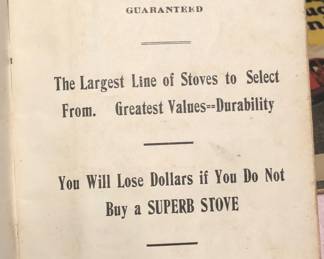 GUARANTEED
The Largest Line of Stoves to Select
From. Greatest Values--Durability
You Will Lose Dollars if You Do Not
Buy a SUPERB STOVE